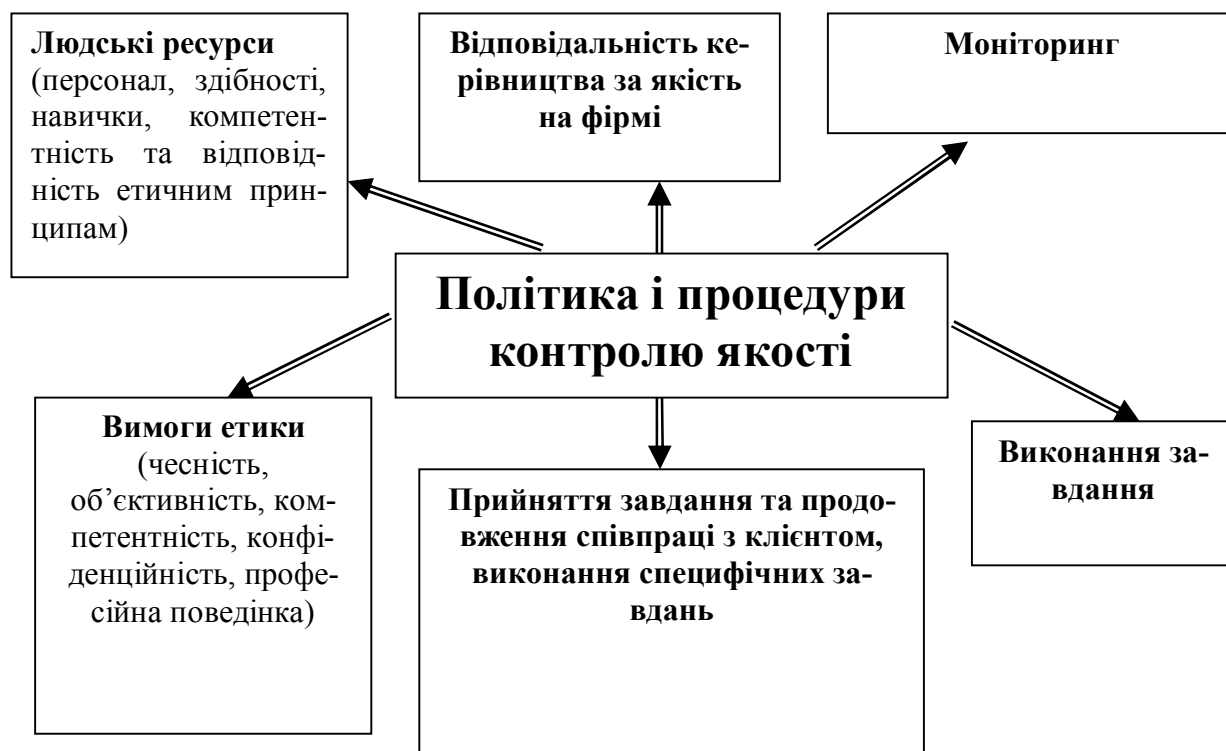 Людські ресурси
(персонал, здібності,
навички, компетен-
тність та відповід-
ність етичним прин-
ципам)
Відповідальність ке-
рівництва за якість
на фірмі
Моніторинг
Політика і процедури
контролю якості
Вимоги етики
(чесність,
об’єктивність, ком-
петентність, конфі-
денційність, профе-
сійна поведінка)
Прийняття завдання та продо-
вження співпраці з клієнтом,
виконання специфічних за-
вдань
Виконання за-
вдання